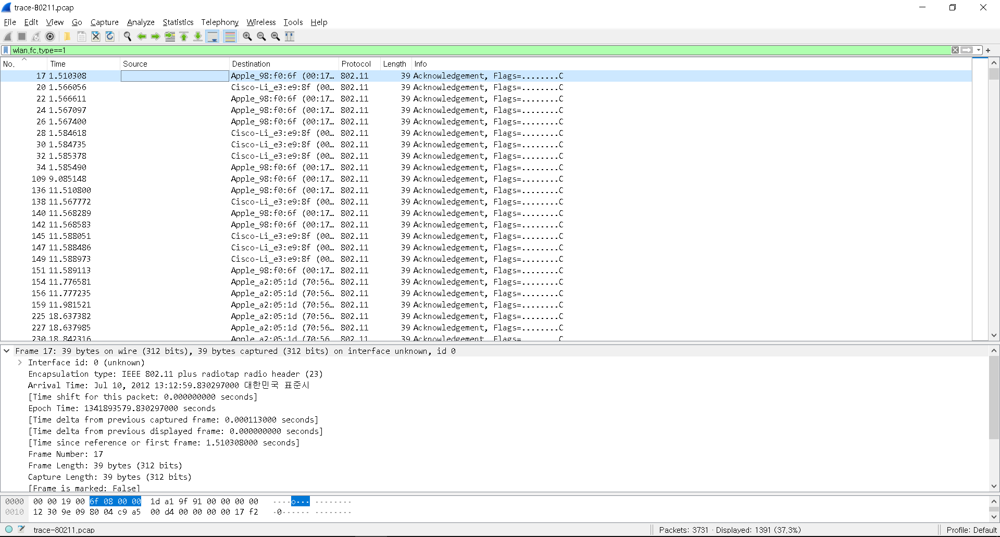 trace-80211.pcap
File Edit View Go Capture Analyze Statistics Telephony Wireless Tools Help
wlan.fc.type==1
No. Time Source Destination Protocol Length Info
17 1.510308 Apple_98:f0:6f (00:17… 802.11 39 Acknowledgement, Flags=........C
20 1.566056 Cisco-Li_e3:e9:8f (00… 802.11 39 Acknowledgement, Flags=........C
22 1.566611 Apple_98:f0:6f (00:17… 802.11 39 Acknowledgement, Flags=........C
24 1.567097 Apple_98:f0:6f (00:17… 802.11 39 Acknowledgement, Flags=........C
26 1.567400 Apple_98:f0:6f (00:17… 802.11 39 Acknowledgement, Flags=........C
28 1.584618 Cisco-Li_e3:e9:8f (00… 802.11 39 Acknowledgement, Flags=........C
30 1.584735 Cisco-Li_e3:e9:8f (00… 802.11 39 Acknowledgement, Flags=........C
32 1.585378 Cisco-Li_e3:e9:8f (00… 802.11 39 Acknowledgement, Flags=........C
34 1.585490 Apple_98:f0:6f (00:17… 802.11 39 Acknowledgement, Flags=........C
109 9.085148 Apple_98:f0:6f (00:17… 802.11 39 Acknowledgement, Flags=........C
136 11.510800 Apple_98:f0:6f (00:17… 802.11 39 Acknowledgement, Flags=........C
138 11.567772 Cisco-Li_e3:e9:8f (00… 802.11 39 Acknowledgement, Flags=........C
140 11.568289 Apple_98:f0:6f (00:17… 802.11 39 Acknowledgement, Flags=........C
142 11.568583 Apple_98:f0:6f (00:17… 802.11 39 Acknowledgement, Flags=........C
145 11.588051 Cisco-Li_e3:e9:8f (00… 802.11 39 Acknowledgement, Flags=........C
147 11.588486 Cisco-Li_e3:e9:8f (00… 802.11 39 Acknowledgement, Flags=........C
149 11.588973 Cisco-Li_e3:e9:8f (00… 802.11 39 Acknowledgement, Flags=........C
151 11.589113 Apple_98:f0:6f (00:17… 802.11 39 Acknowledgement, Flags=........C
154 11.776581 Apple_a2:05:1d (70:56… 802.11 39 Acknowledgement, Flags=........C
156 11.777235 Apple_a2:05:1d (70:56… 802.11 39 Acknowledgement, Flags=........C
159 11.981521 Apple_a2:05:1d (70:56… 802.11 39 Acknowledgement, Flags=........C
225 18.637382 Apple_a2:05:1d (70:56… 802.11 39 Acknowledgement, Flags=........C
227 18.637985 Apple_a2:05:1d (70:56… 802.11 39 Acknowledgement, Flags=........C
230 18.842316 Apple_a2:05:1d (70:56… 802.11 39 Acknowledgement, Flags=........C
Frame 17: 39 bytes on wire (312 bits), 39 bytes captured (312 bits) on interface unknown, id 0
Interface id: 0 (unknown)
Encapsulation type: IEEE 802.11 plus radiotap radio header (23)
Arrival Time: Jul 10, 2012 13:12:59.830297000 대한민국 표준시
[Time shift for this packet: 0.000000000 seconds]
Epoch Time: 1341893579.830297000 seconds
[Time delta from previous captured frame: 0.000113000 seconds]
[Time delta from previous displayed frame: 0.000000000 seconds]
[Time since reference or first frame: 1.510308000 seconds]
Frame Number: 17
Frame Length: 39 bytes (312 bits)
Capture Length: 39 bytes (312 bits)
[Frame is marked: False]
0000 00 00 19 00 6f 08 00 00 1d a1 9f 91 00 00 00 00 ····o··· ········
0010 12 30 9e 09 80 04 c9 a5 00 d4 00 00 00 00 17 f2 ·0······ ········
trace-80211.pcap Packets: 3731 · Displayed: 1391 (37.3%) Profile: Default